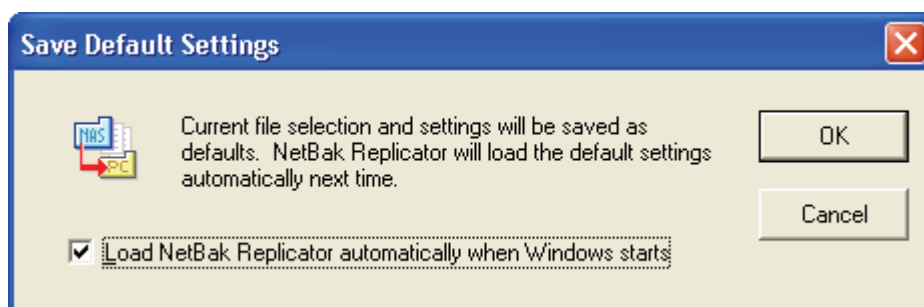 Save Default Settings
NAS
PC
Current file selection and settings will be saved as
defaults. NetBak Replicator will load the default settings
automatically next time.
OK
Cancel
Load NetBak Replicator automatically when Windows starts